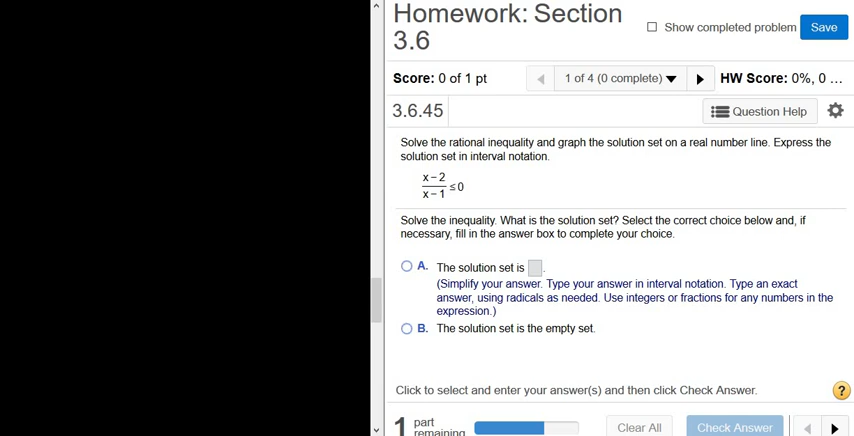 Homework: Section
3.6
Show completed problem
Save
Score: 0 of 1 pt
1 of 4 (0 complete)
HW Score: 0%, 0 ...
3.6.45
Question Help
Solve the rational inequality and graph the solution set on a real number line. Express the
solution set in interval notation.
x − 2
x − 1
≤ 0
Solve the inequality. What is the solution set? Select the correct choice below and, if
necessary, fill in the answer box to complete your choice.
A. The solution set is .
(Simplify your answer. Type your answer in interval notation. Type an exact
answer, using radicals as needed. Use integers or fractions for any numbers in the
expression.)
B. The solution set is the empty set.
Click to select and enter your answer(s) and then click Check Answer.
?
1 part
remaining
Clear All
Check Answer